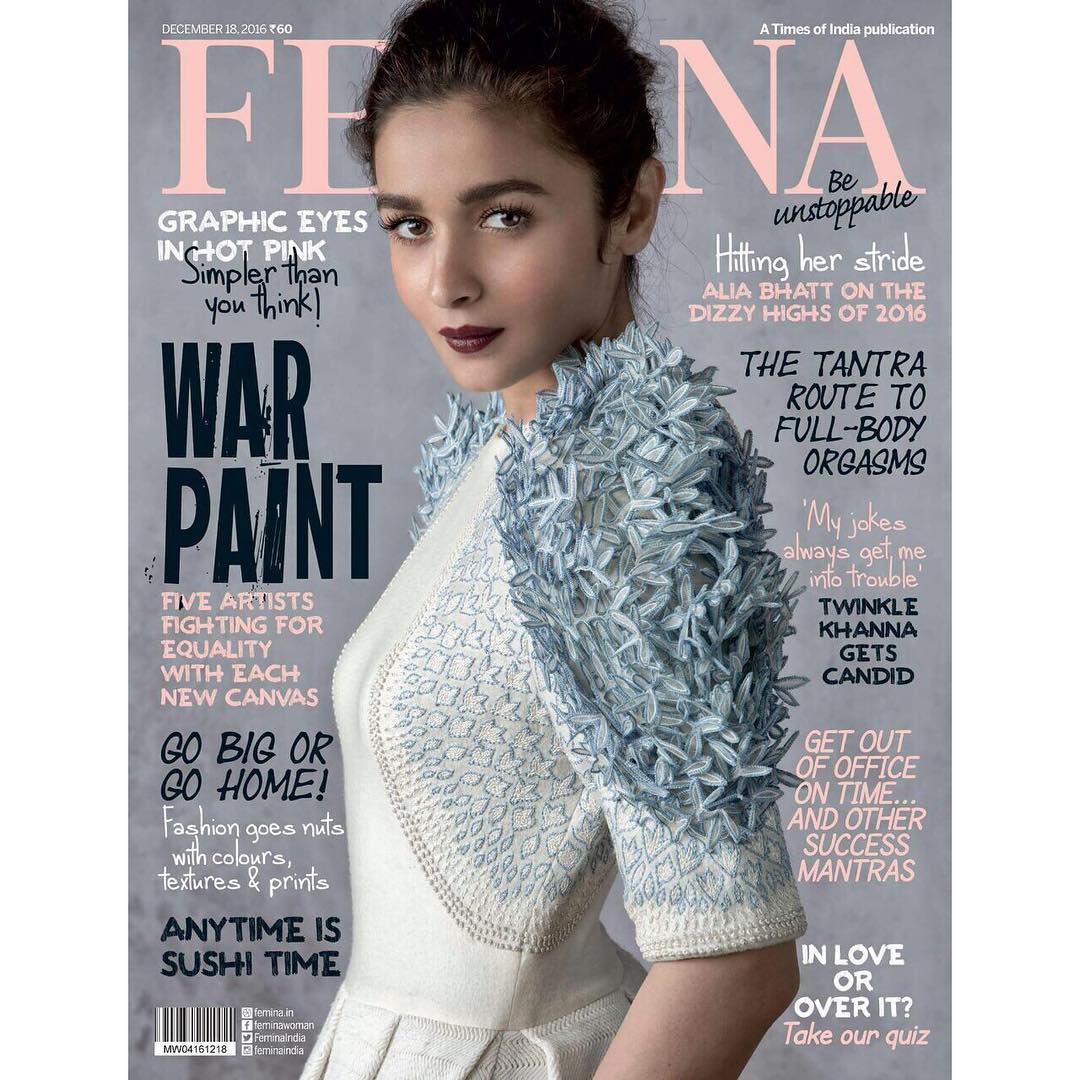 DECEMBER 18, 2016 ₹60
A Times of India publication
FEMINA
Be
unstoppable
GRAPHIC EYES
IN HOT PINK
Simpler than
you think!
WAR
PAINT
FIVE ARTISTS
FIGHTING FOR
EQUALITY
WITH EACH
NEW CANVAS
GO BIG OR
GO HOME!
Fashion goes nuts
with colours,
textures & prints
ANYTIME IS
SUSHI TIME
MW04161218
femina.in
feminawoman
FeminaIndia
feminaindia
Hitting her stride
ALIA BHATT ON THE
DIZZY HIGHS OF 2016
THE TANTRA
ROUTE TO
FULL-BODY
ORGASMS
'My jokes
always get me
into trouble'
TWINKLE
KHANNA
GETS
CANDID
GET OUT
OF OFFICE
ON TIME...
AND OTHER
SUCCESS
MANTRAS
IN LOVE
OR
OVER IT?
Take our quiz